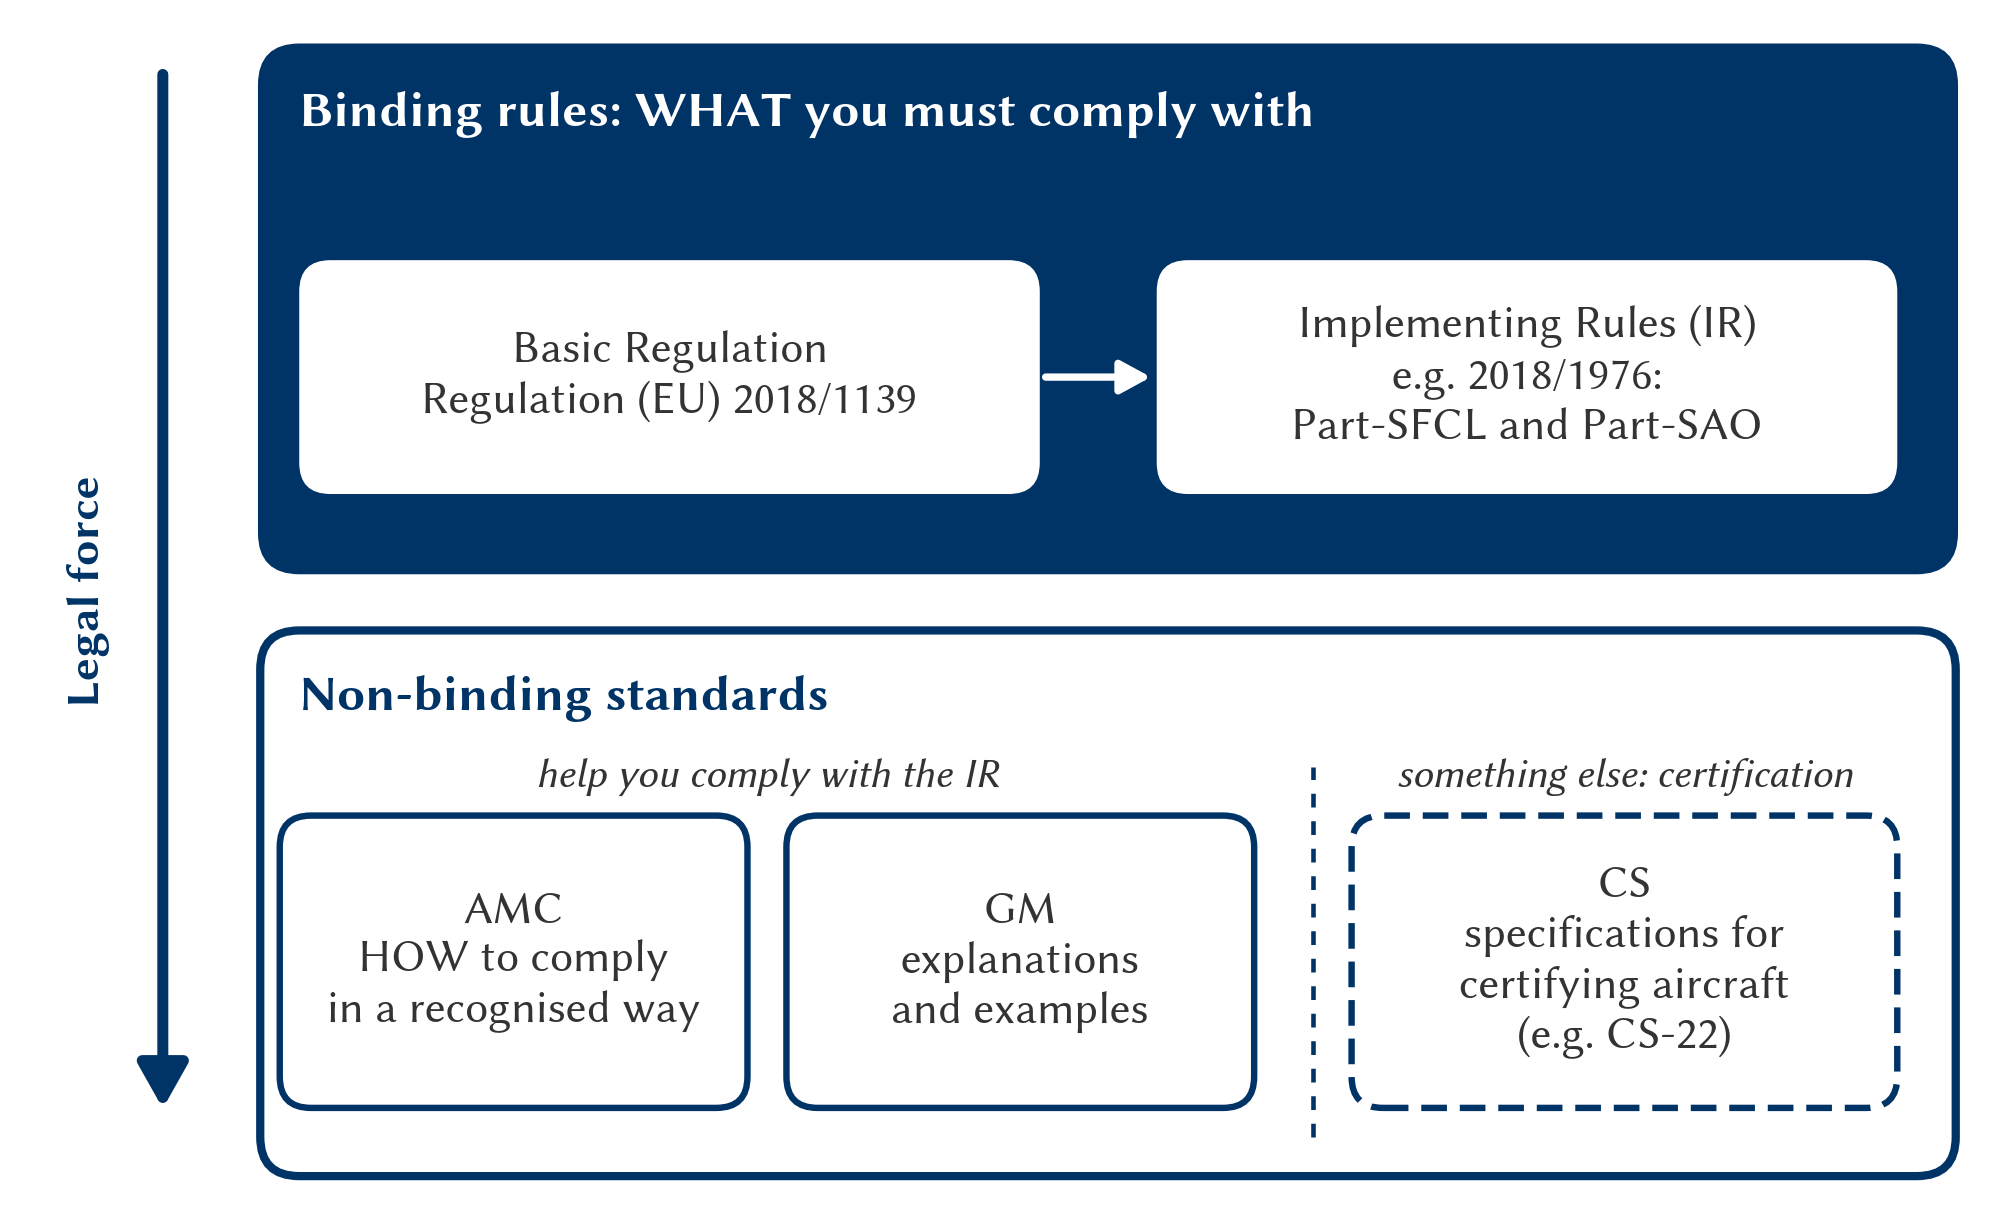 Legal force
Binding rules: WHAT you must comply with
Basic Regulation
Regulation (EU) 2018/1139
Implementing Rules (IR)
e.g. 2018/1976:
Part-SFCL and Part-SAO
Non-binding standards
help you comply with the IR
something else: certification
AMC
HOW to comply
in a recognised way
GM
explanations
and examples
CS
specifications for
certifying aircraft
(e.g. CS-22)